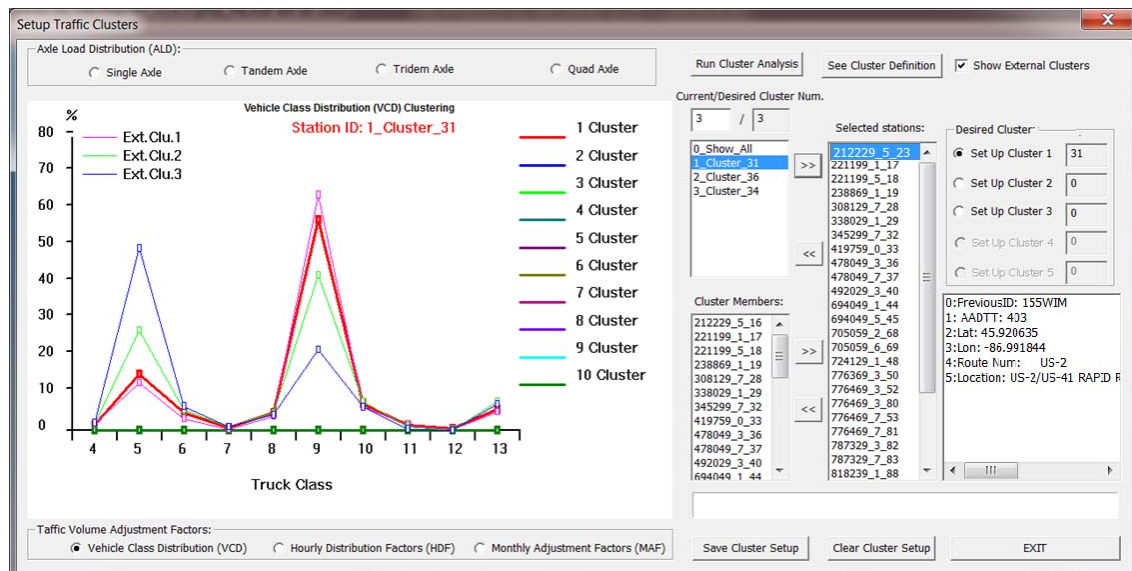 Setup Traffic Clusters
Axle Load Distribution (ALD):
Single Axle
Tandem Axle
Tridem Axle
Quad Axle
Run Cluster Analysis
See Cluster Definition
Show External Clusters
Vehicle Class Distribution (VCD) Clustering
Station ID: 1_Cluster_31
%
80
70
60
50
40
30
20
10
0
Ext.Clu.1
Ext.Clu.2
Ext.Clu.3
1 Cluster
2 Cluster
3 Cluster
4 Cluster
5 Cluster
6 Cluster
7 Cluster
8 Cluster
9 Cluster
10 Cluster
4 5 6 7 8 9 10 11 12 13
Truck Class
Current/Desired Cluster Num.
3 / 3
0_Show_All
1_Cluster_31
2_Cluster_36
3_Cluster_34
>>
<<
Cluster Members:
212229_5_16
221199_1_17
221199_5_18
238869_1_19
308129_7_28
338029_1_29
345299_7_32
419759_0_33
478049_3_36
478049_7_37
492029_3_40
694049_1_44
>>
<<
Selected stations:
212229_5_23
221199_1_17
221199_5_18
238869_1_19
308129_7_28
338029_1_29
345299_7_32
419759_0_33
478049_3_36
478049_7_37
492029_3_40
694049_1_44
694049_5_45
705059_2_68
705059_6_69
724129_1_48
776369_3_50
776469_3_52
776469_3_80
776469_7_53
776469_7_81
787329_3_82
787329_7_83
818239_1_88
Desired Cluster:
Set Up Cluster 1 31
Set Up Cluster 2 0
Set Up Cluster 3 0
Set Up Cluster 4 0
Set Up Cluster 5 0
0:PreviousID: 155WIM
1: AADTT: 403
2:Lat: 45.920635
3:Lon: -86.991844
4:Route Num: US-2
5:Location: US-2/US-41 RAPID R
Taffic Volume Adjustment Factors:
Vehicle Class Distribution (VCD)
Hourly Distribution Factors (HDF)
Monthly Adjustment Factors (MAF)
Save Cluster Setup
Clear Cluster Setup
EXIT